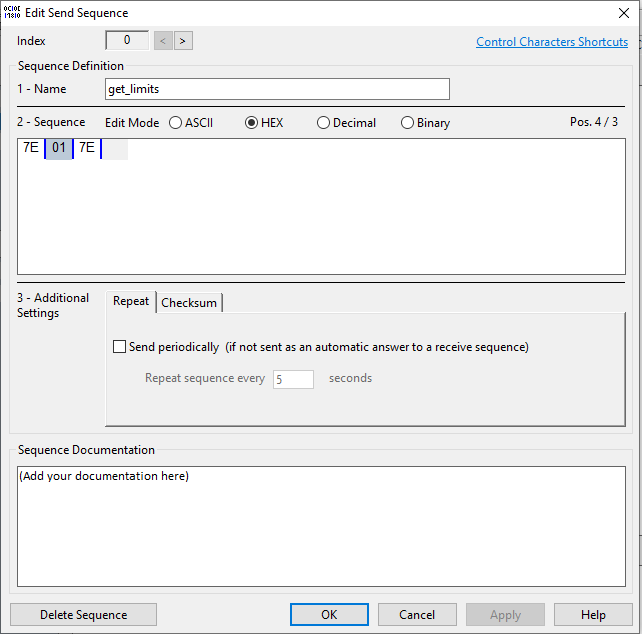 Edit Send Sequence
Index 0 < > Control Characters Shortcuts
Sequence Definition
1 - Name get_limits
2 - Sequence Edit Mode ASCII HEX Decimal Binary Pos. 4 / 3
7E 01 7E
3 - Additional Settings
Repeat Checksum
Send periodically (if not sent as an automatic answer to a receive sequence)
Repeat sequence every 5 seconds
Sequence Documentation
(Add your documentation here)
Delete Sequence OK Cancel Apply Help